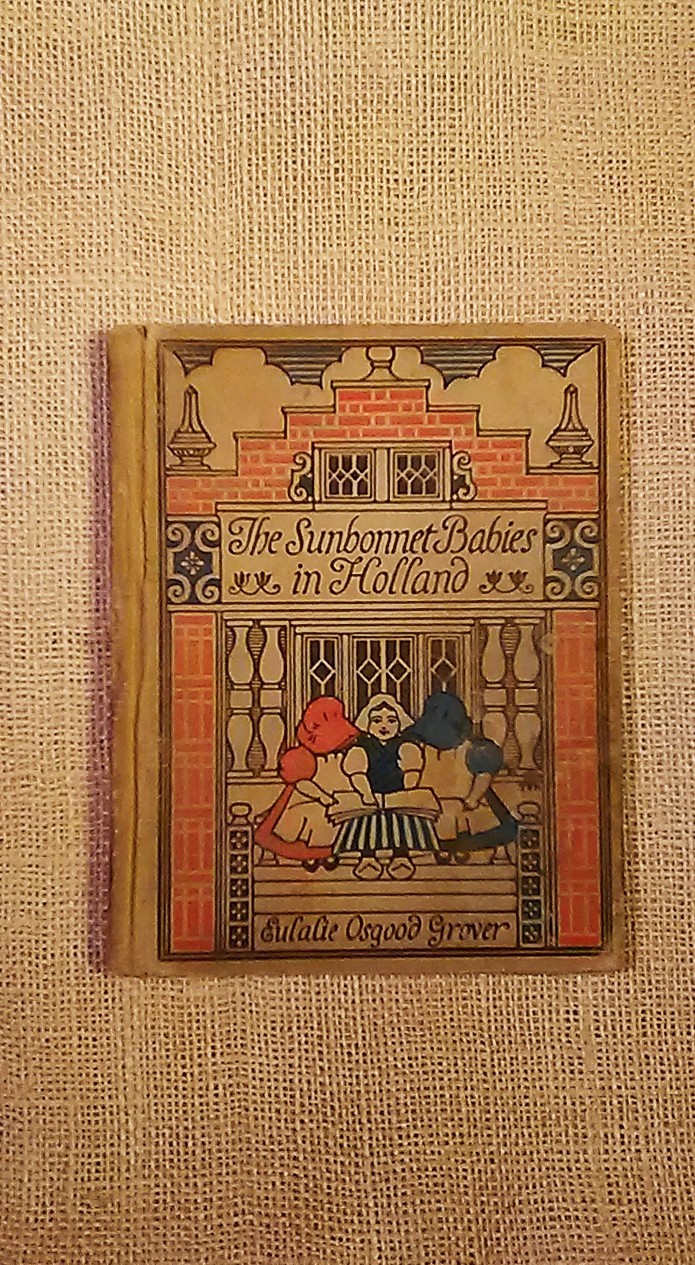 The Sunbonnet Babies
in Holland
Eulalie Osgood Grover